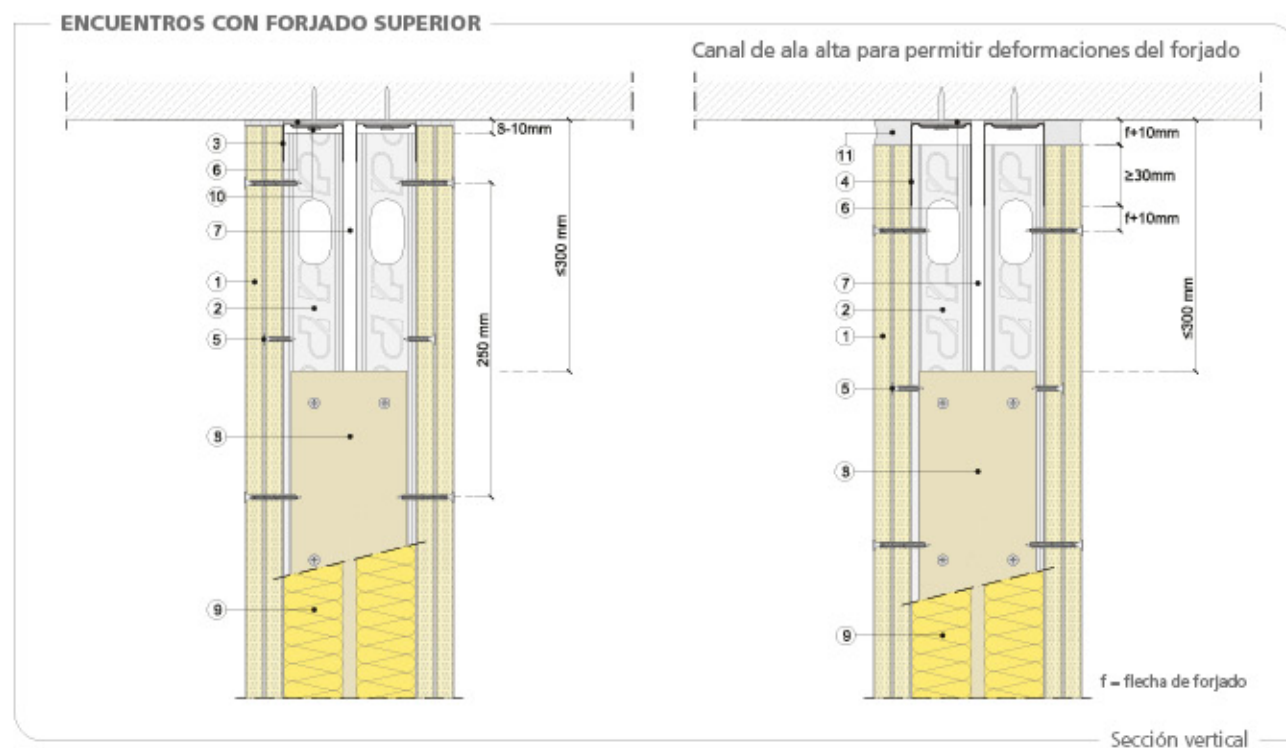 ENCUENTROS CON FORJADO SUPERIOR
Canal de ala alta para permitir deformaciones del forjado
3
6
10
7
1
2
5
8
9
8-10mm
≤300 mm
250 mm
11
4
6
7
2
1
5
8
9
f+10mm
≥30mm
f+10mm
≤300 mm
f = flecha de forjado
Sección vertical